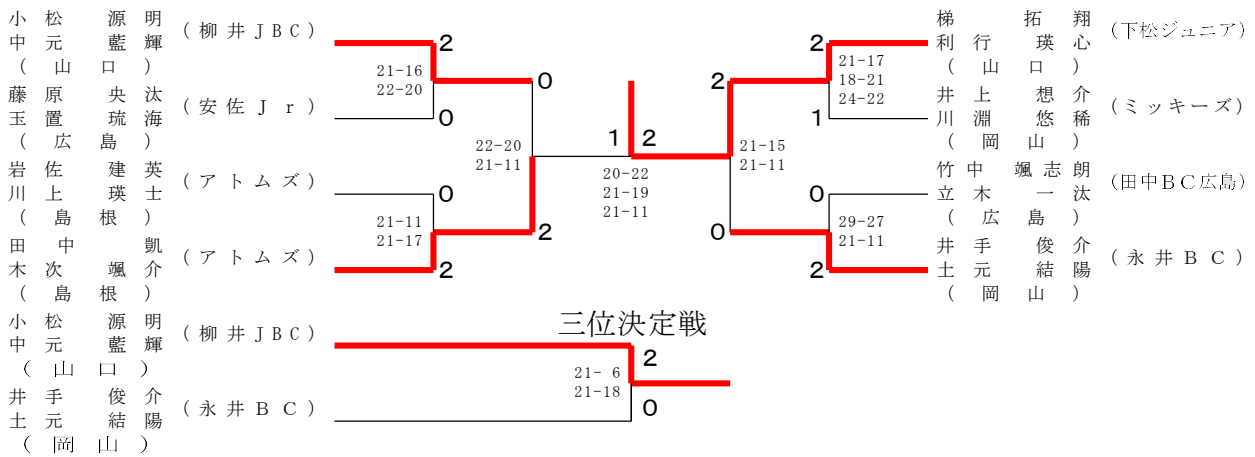 小松 源明
中元 藍輝
(山口)
(柳井JBC)
2
21-16
22-20
0
藤原 央汰
玉置 琉海
(広島)
(安佐Jr)
0
22-20
21-11
岩佐 建英
川上 瑛士
(島根)
(アトムズ)
0
21-11
21-17
2
田中 凱
木次 颯介
(島根)
(アトムズ)
2
1
2
20-22
21-19
21-11
梯 拓翔
利行 瑛心
(山口)
(下松ジュニア)
2
21-17
18-21
24-22
2
井上 想介
川淵 悠稀
(岡山)
(ミッキーズ)
1
21-15
21-11
竹中 颯志朗
立木 一汰
(広島)
(田中BC広島)
0
29-27
21-11
0
井手 俊介
土元 結陽
(岡山)
(永井BC)
2
三位決定戦
小松 源明
中元 藍輝
(山口)
(柳井JBC)
2
21- 6
21-18
井手 俊介
土元 結陽
(岡山)
(永井BC)
0